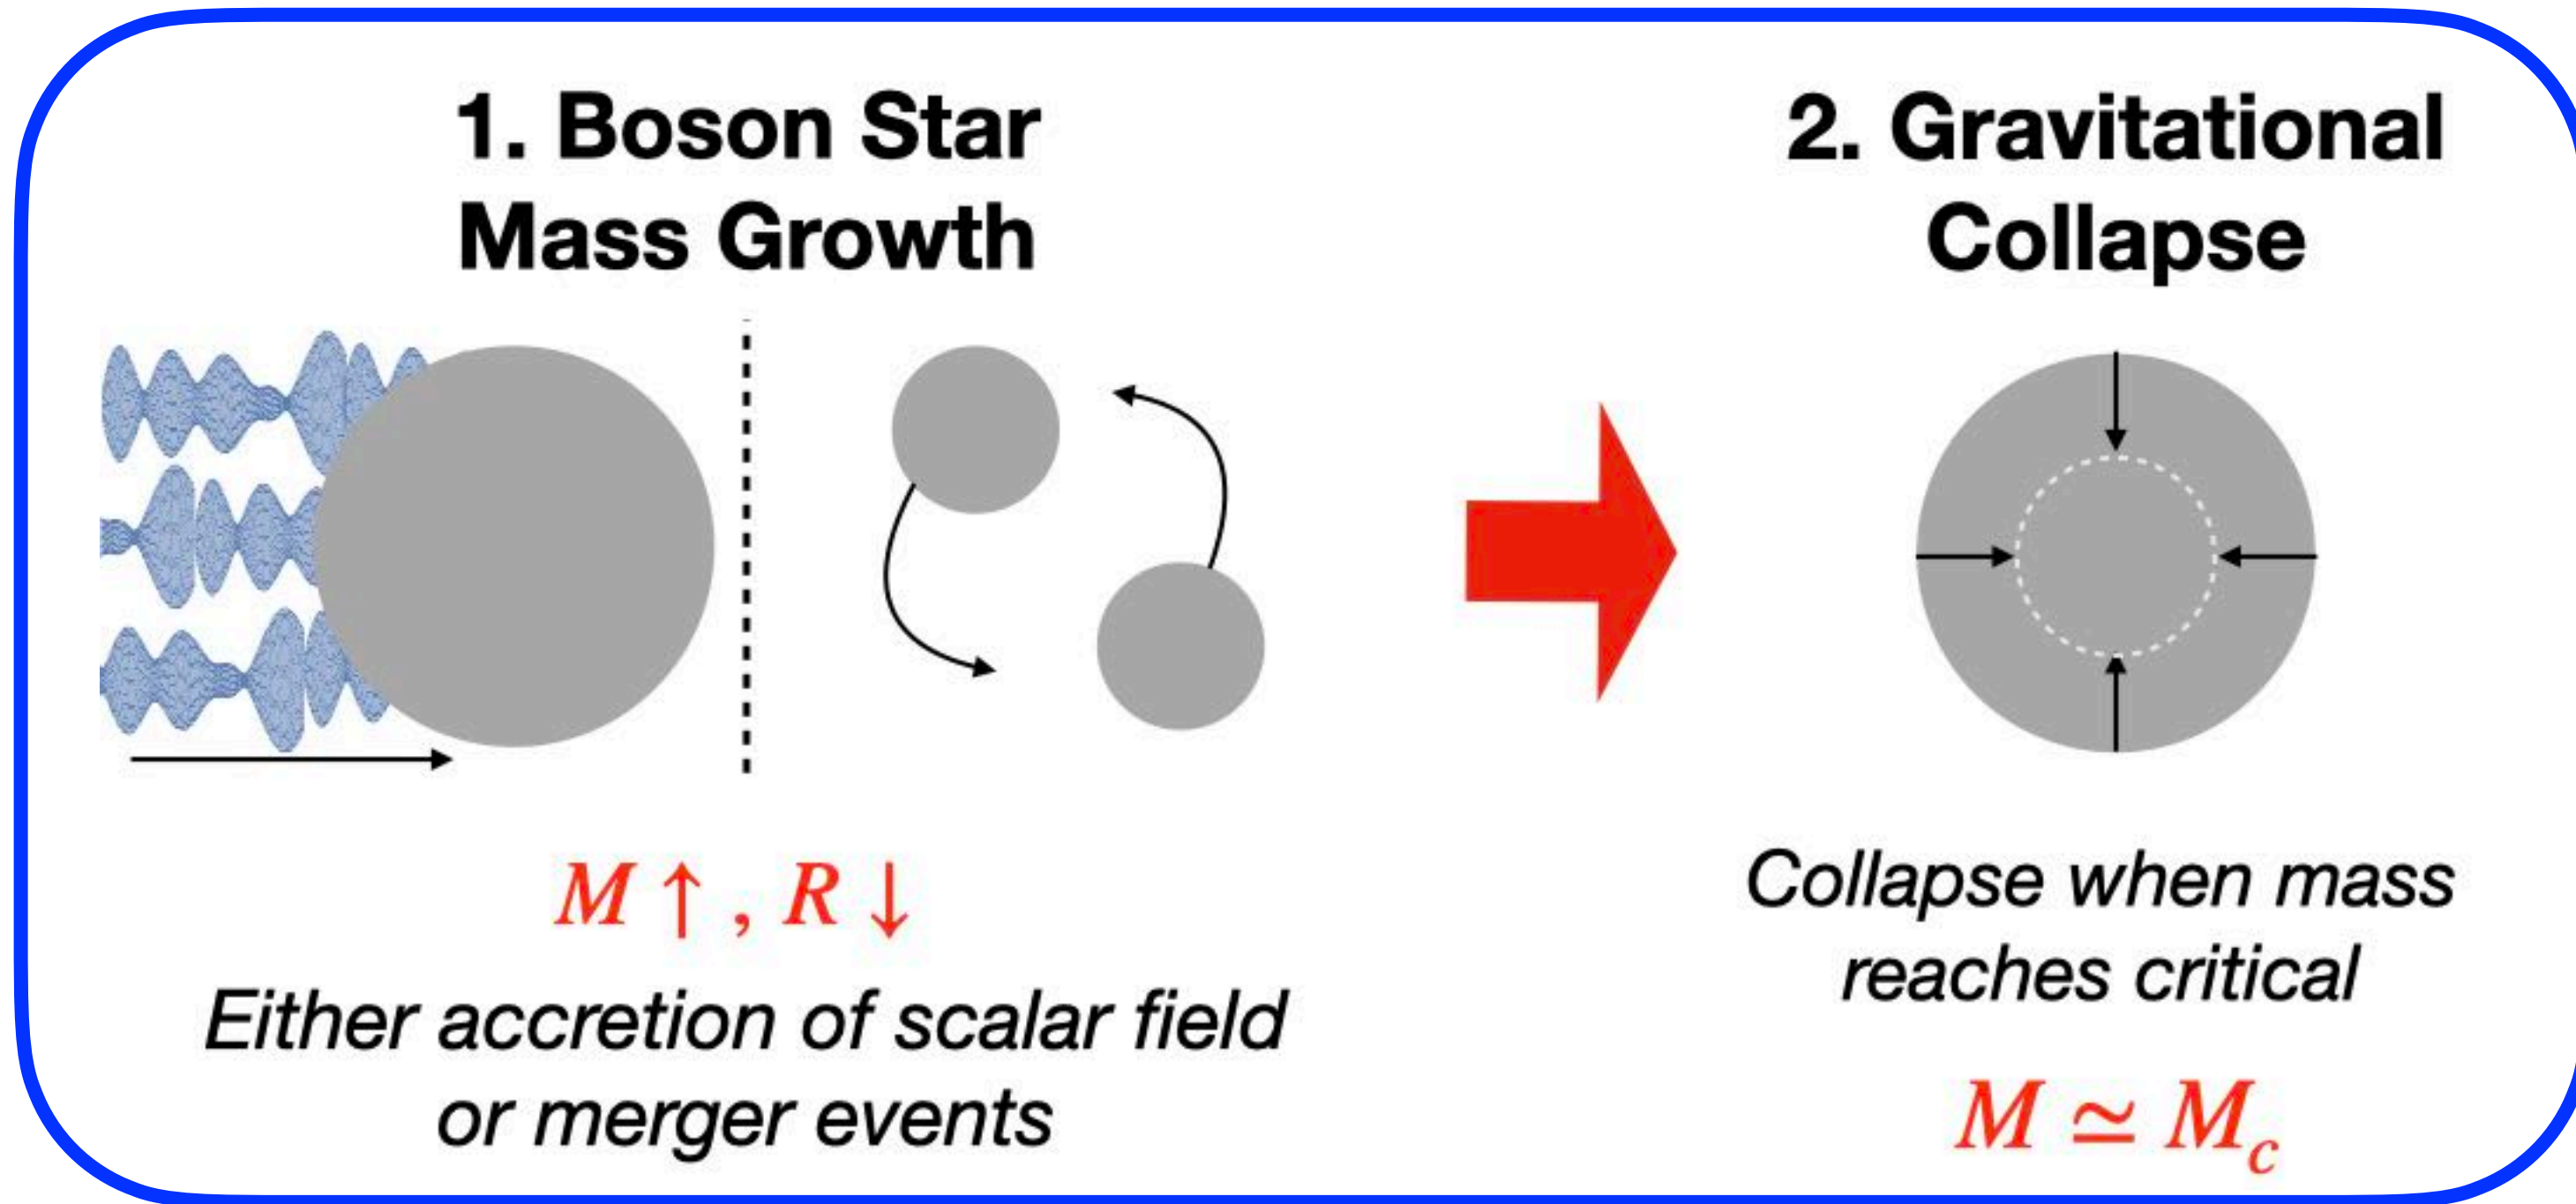 1. Boson Star
Mass Growth
M ↑ , R ↓
Either accretion of scalar field
or merger events
2. Gravitational
Collapse
Collapse when mass
reaches critical
M ≃ M_c